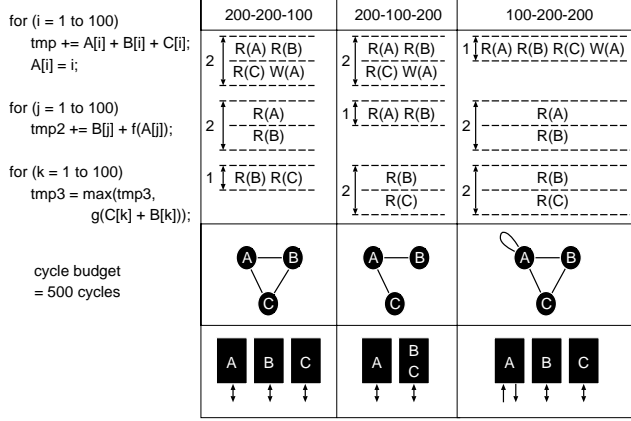 for (i = 1 to 100)
tmp += A[i] + B[i] + C[i];
A[i] = i;
for (j = 1 to 100)
tmp2 += B[j] + f(A[j]);
for (k = 1 to 100)
tmp3 = max(tmp3,
g(C[k] + B[k]));
cycle budget
= 500 cycles
200-200-100
2
R(A) R(B)
R(C) W(A)
2
R(A)
R(B)
1
R(B) R(C)
A B
C
A B C
200-100-200
2
R(A) R(B)
R(C) W(A)
1
R(A) R(B)
2
R(B)
R(C)
A B
C
A
B
C
100-200-200
1
R(A) R(B) R(C) W(A)
2
R(A)
R(B)
2
R(B)
R(C)
A B
C
A B C